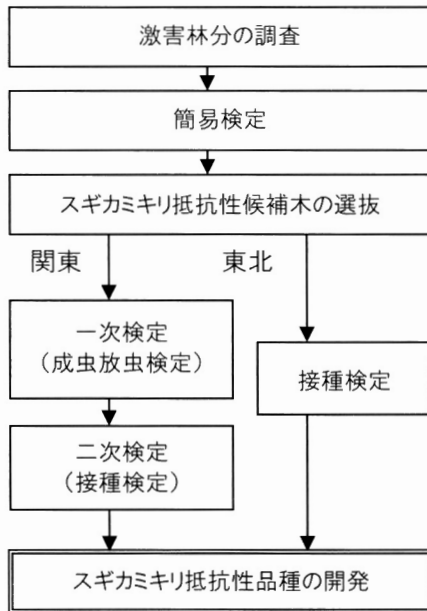 激害林分の調査
簡易検定
スギカミキリ抵抗性候補木の選抜
関東
東北
一次検定
(成虫放虫検定)
接種検定
二次検定
(接種検定)
スギカミキリ抵抗性品種の開発